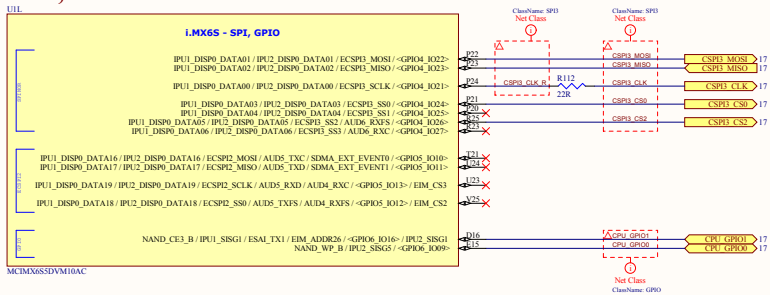 U1L
ClassName: SPI3
Net Class
i
ClassName: SPI3
Net Class
i
i.MX6S - SPI, GPIO
IPU1_DISP0_DATA01 / IPU2_DISP0_DATA01 / ECSPI3_MOSI / <GPIO4_IO22> P22 CSPI3_MOSI CSPI3_MOSI 17
IPU1_DISP0_DATA02 / IPU2_DISP0_DATA02 / ECSPI3_MISO / <GPIO4_IO23> P23 CSPI3_MISO CSPI3_MISO 17
IPU1_DISP0_DATA00 / IPU2_DISP0_DATA00 / ECSPI3_SCLK / <GPIO4_IO21> P24 CSPI3_CLK_R R112 CSPI3_CLK CSPI3_CLK 17
22R
IPU1_DISP0_DATA03 / IPU2_DISP0_DATA03 / ECSPI3_SS0 / <GPIO4_IO24> P21 CSPI3_CS0 CSPI3_CS0 17
IPU1_DISP0_DATA04 / IPU2_DISP0_DATA04 / ECSPI3_SS1 / <GPIO4_IO25> P20
IPU1_DISP0_DATA05 / IPU2_DISP0_DATA05 / ECSPI3_SS2 / AUD6_RXFS / <GPIO4_IO26> R25 CSPI3_CS2 CSPI3_CS2 17
IPU1_DISP0_DATA06 / IPU2_DISP0_DATA06 / ECSPI3_SS3 / AUD6_RXC / <GPIO4_IO27> R23
IPU1_DISP0_DATA16 / IPU2_DISP0_DATA16 / ECSPI2_MOSI / AUD5_TXC / SDMA_EXT_EVENT0 / <GPIO5_IO10> T21
IPU1_DISP0_DATA17 / IPU2_DISP0_DATA17 / ECSPI2_MISO / AUD5_TXD / SDMA_EXT_EVENT1 / <GPIO5_IO11> U24
IPU1_DISP0_DATA19 / IPU2_DISP0_DATA19 / ECSPI2_SCLK / AUD5_RXD / AUD4_RXC / <GPIO5_IO13> / EIM_CS3 U23
IPU1_DISP0_DATA18 / IPU2_DISP0_DATA18 / ECSPI2_SS0 / AUD5_TXFS / AUD4_RXFS / <GPIO5_IO12> / EIM_CS2 V25
NAND_CE3_B / IPU1_SISG1 / ESAI_TX1 / EIM_ADDR26 / <GPIO6_IO16> / IPU2_SISG1 D16 CPU_GPIO1 CPU_GPIO1 17
NAND_WP_B / IPU2_SISG5 / <GPIO6_IO09> E15 CPU_GPIO0 CPU_GPIO0 17
MCIMX6S5DVM10AC
i
Net Class
ClassName: GPIO